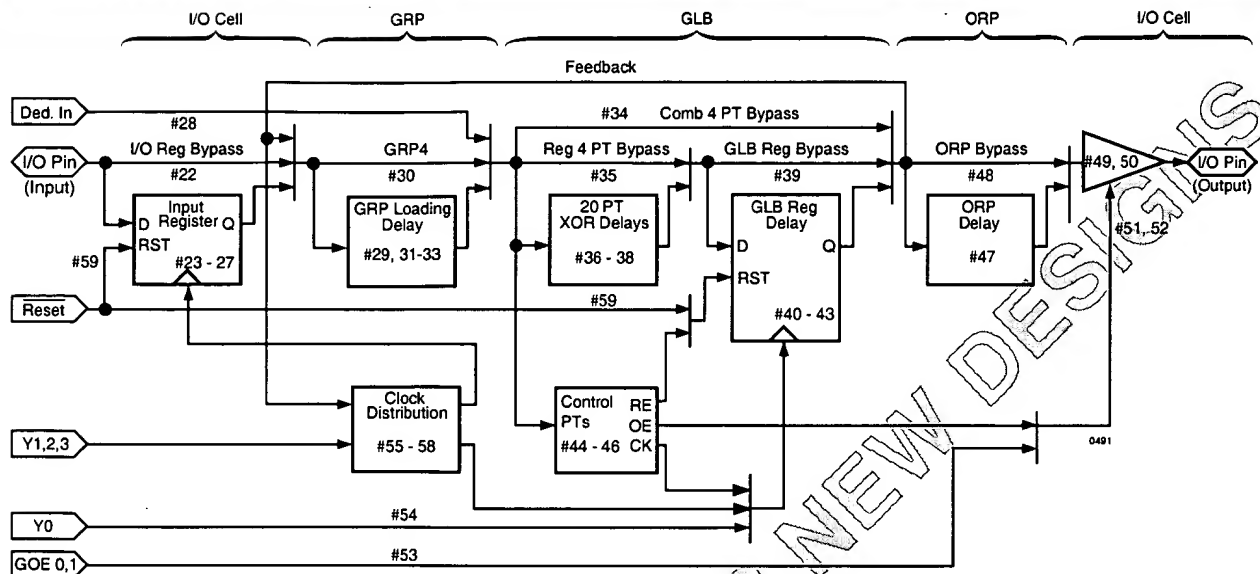 I/O Cell
GRP
GLB
ORP
I/O Cell
Feedback
Ded. In
#28
#34
Comb 4 PT Bypass
I/O Pin
(Input)
I/O Reg Bypass
#22
GRP4
#30
Reg 4 PT Bypass
#35
GLB Reg Bypass
#39
ORP Bypass
#48
#49, 50
I/O Pin
(Output)
#51, 52
Input
Register
D
Q
RST
#23 - 27
GRP Loading
Delay
#29, 31-33
20 PT
XOR Delays
#36 - 38
GLB Reg
Delay
D
Q
RST
#40 - 43
ORP
Delay
#47
#59
Reset
#59
Clock
Distribution
#55 - 58
Control
PTs
#44 - 46
RE
OE
CK
0491
Y1,2,3
Y0
#54
GOE 0,1
#53
NEW DESIGNS